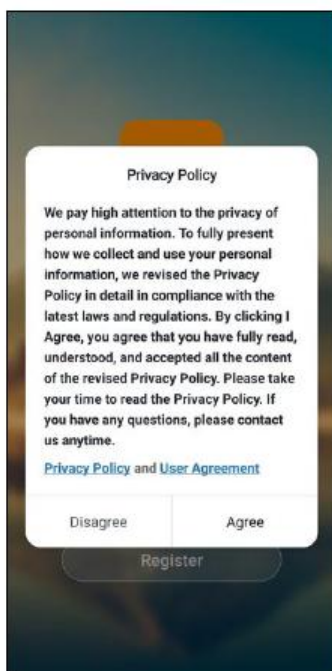 Privacy Policy
We pay high attention to the privacy of
personal information. To fully present
how we collect and use your personal
information, we revised the Privacy
Policy in detail in compliance with the
latest laws and regulations. By clicking I
Agree, you agree that you have fully read,
understood, and accepted all the content
of the revised Privacy Policy. Please take
your time to read the Privacy Policy. If
you have any questions, please contact
us anytime.
Privacy Policy and User Agreement
Disagree Agree
Register